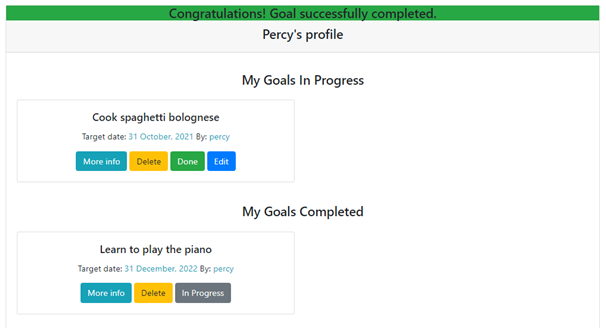 Congratulations! Goal successfully completed.
Percy's profile
My Goals In Progress
Cook spaghetti bolognese
Target date: 31 October, 2021 By: percy
More info Delete Done Edit
My Goals Completed
Learn to play the piano
Target date: 31 December, 2022 By: percy
More info Delete In Progress